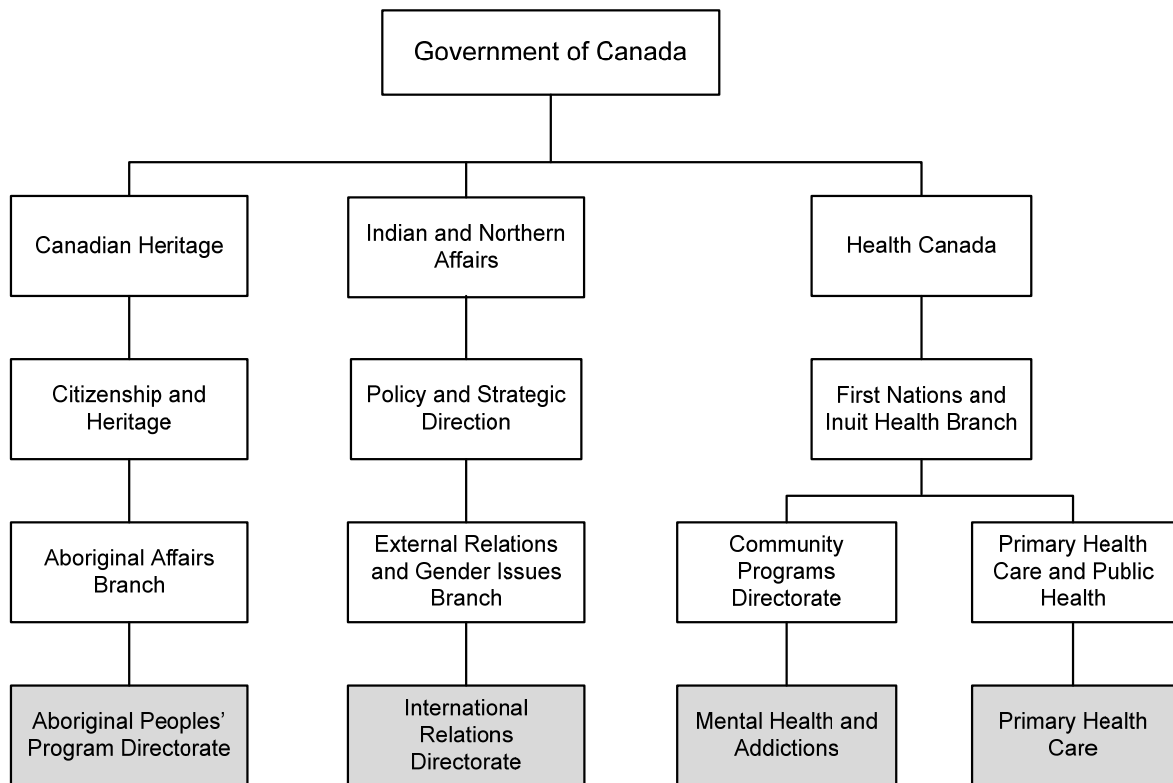 Government of Canada
Canadian Heritage
Indian and Northern
Affairs
Health Canada
Citizenship and
Heritage
Policy and Strategic
Direction
First Nations and
Inuit Health Branch
Aboriginal Affairs
Branch
External Relations
and Gender Issues
Branch
Community
Programs
Directorate
Primary Health
Care and Public
Health
Aboriginal Peoples’
Program Directorate
International
Relations
Directorate
Mental Health and
Addictions
Primary Health
Care